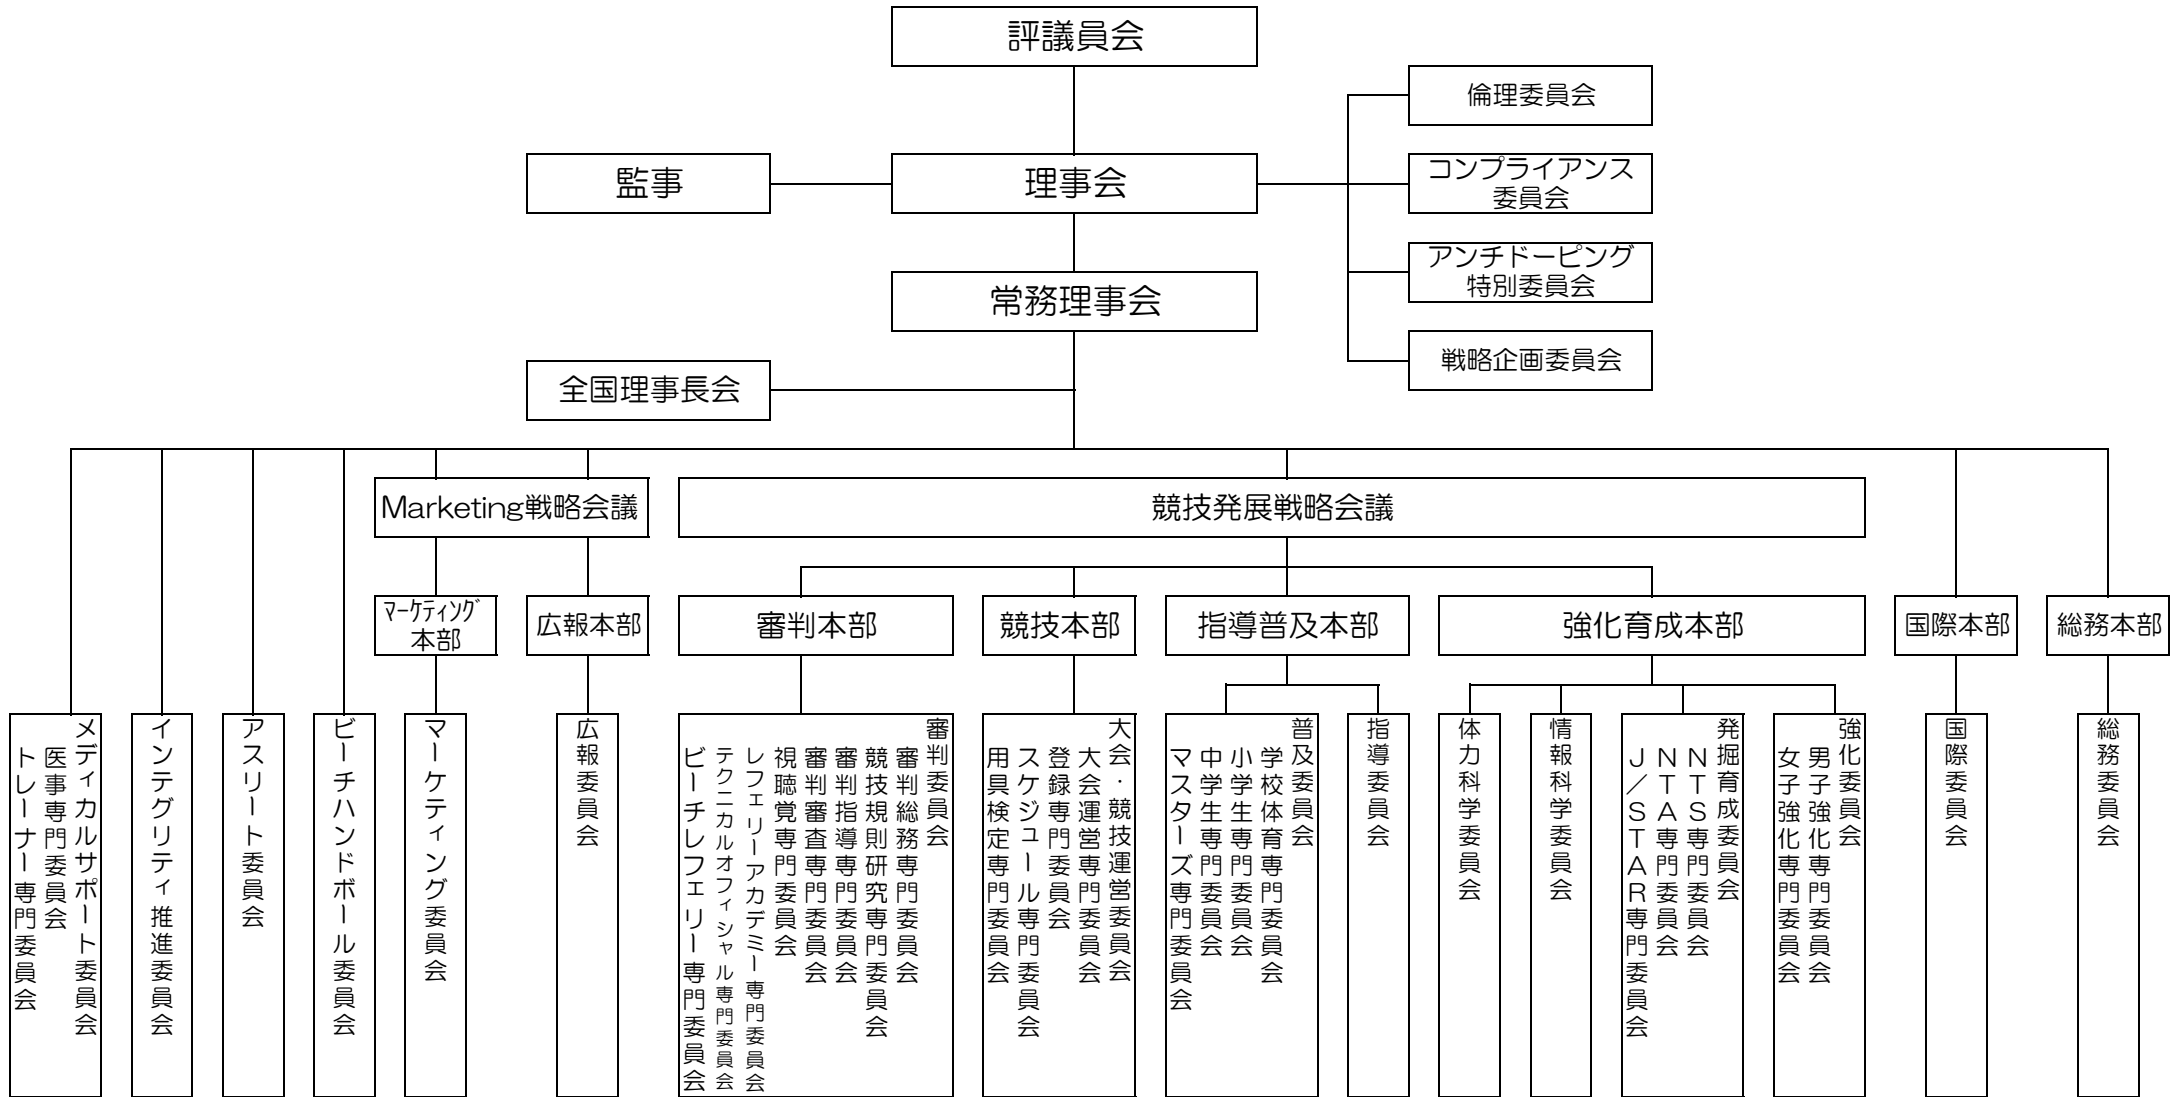 評議員会
倫理委員会
監事
理事会
コンプライアンス
委員会
アンチドーピング
特別委員会
常務理事会
戦略企画委員会
全国理事長会
Marketing戦略会議
競技発展戦略会議
マーケティング
本部
広報本部
審判本部
競技本部
指導普及本部
強化育成本部
国際本部
総務本部
総務委員会
国際委員会
強化委員会
男子強化専門委員会
女子強化専門委員会
発掘育成委員会
NTS専門委員会
NTA専門委員会
J/STAR専門委員会
情報科学委員会
体力科学委員会
指導委員会
普及委員会
学校体育専門委員会
小学生専門委員会
中学生専門委員会
マスターズ専門委員会
大会・競技運営委員会
大会運営専門委員会
登録専門委員会
スケジュール専門委員会
用具検定専門委員会
審判委員会
審判総務専門委員会
競技規則研究専門委員会
審判指導専門委員会
審判審査専門委員会
視聴覚専門委員会
レフェリーアカデミー専門委員会
テクニカルオフィシャル専門委員会
ビーチレフェリー専門委員会
広報委員会
マーケティング委員会
ビーチハンドボール委員会
アスリート委員会
インテグリティ推進委員会
メディカルサポート委員会
医事専門委員会
トレーナー専門委員会